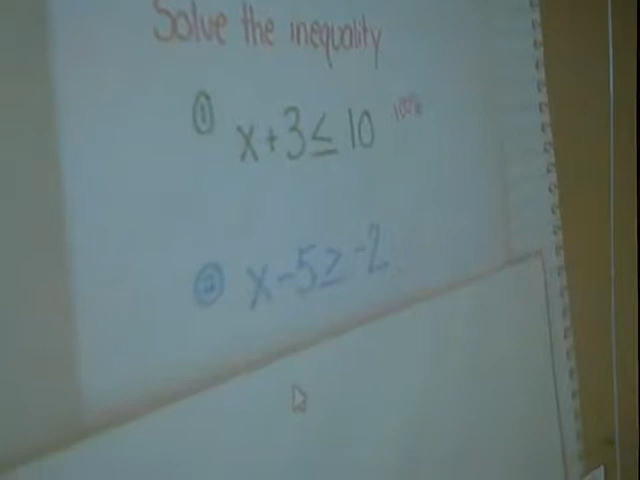 Solve the inequality
① x + 3 ≤ 10
② x - 5 ≥ -2